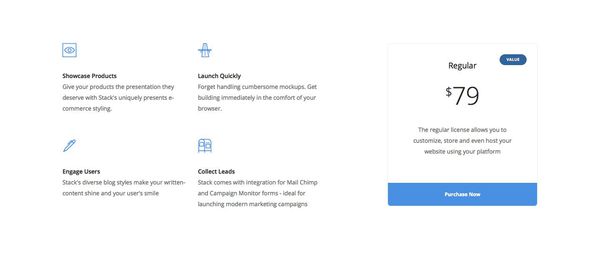 Showcase Products
Give your products the presentation they
deserve with Stack's uniquely presents e-
commerce styling.
Launch Quickly
Forget handling cumbersome mockups. Get
building immediately in the comfort of your
browser.
Engage Users
Stack's diverse blog styles make your written-
content shine and your user's smile
Collect Leads
Stack comes with integration for Mail Chimp
and Campaign Monitor forms - ideal for
launching modern marketing campaigns
VALUE
Regular
$79
The regular license allows you to
customize, store and even host your
website using your platform
Purchase Now